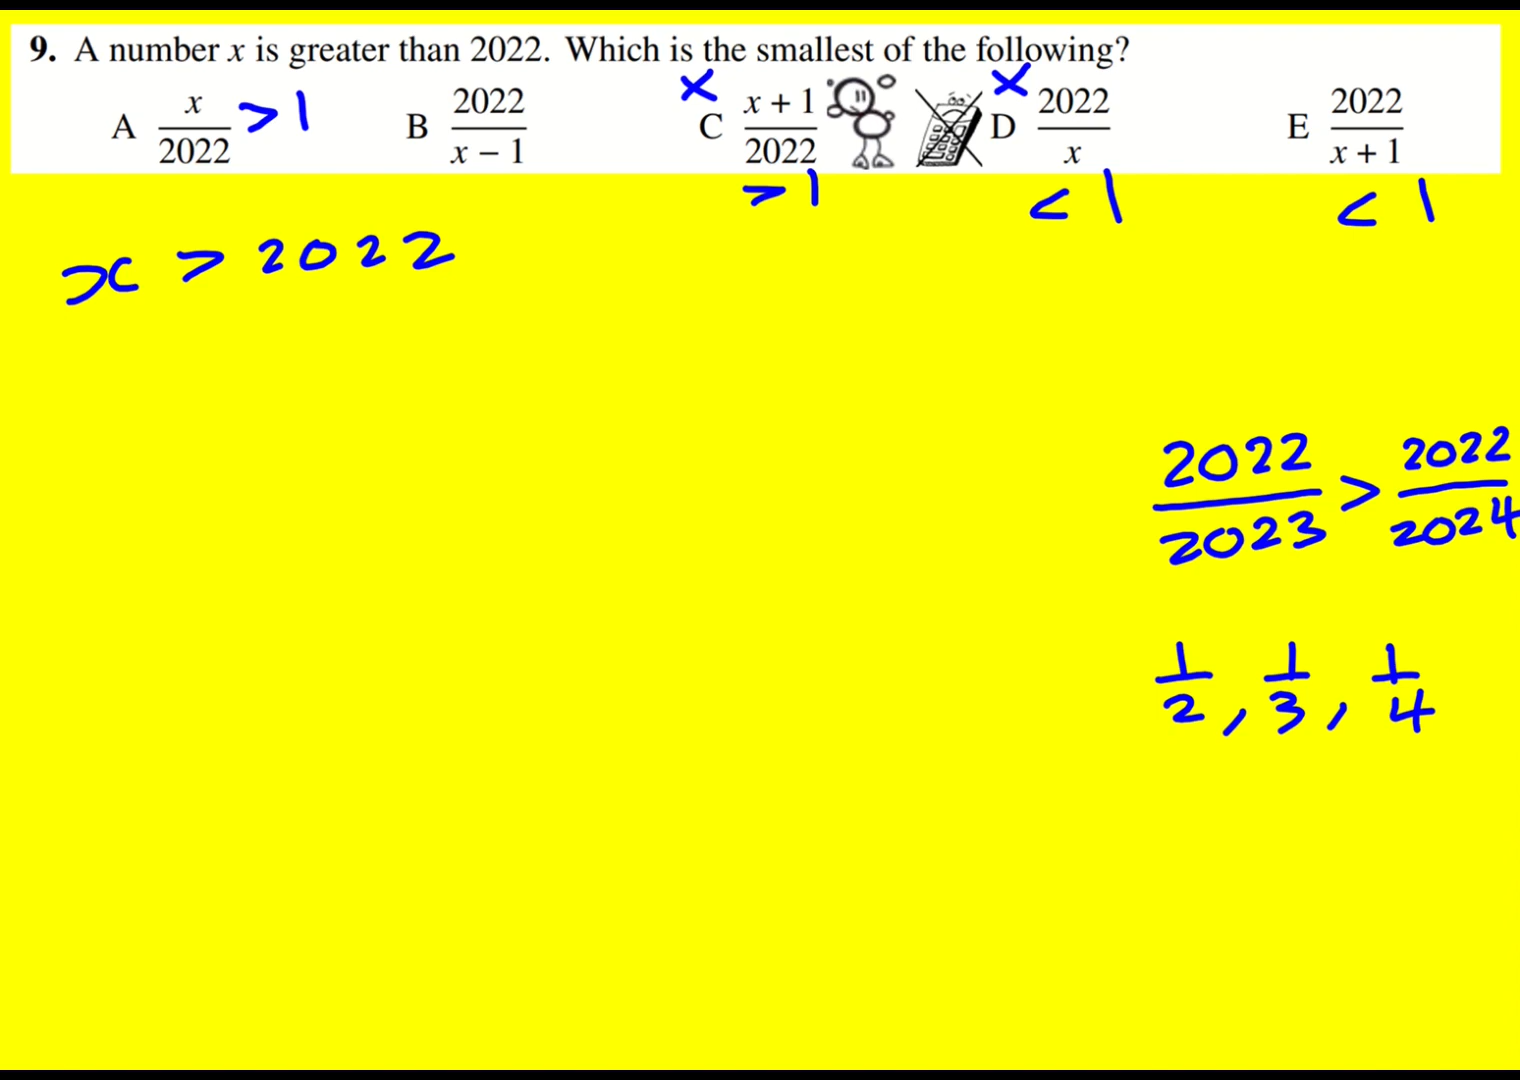 9. A number x is greater than 2022. Which is the smallest of the following?
A x/2022 >1 B 2022/(x − 1) × C (x + 1)/2022 >1 × D 2022/x <1 E 2022/(x + 1) <1
x > 2022
2022/2023 > 2022/2024
1/2, 1/3, 1/4